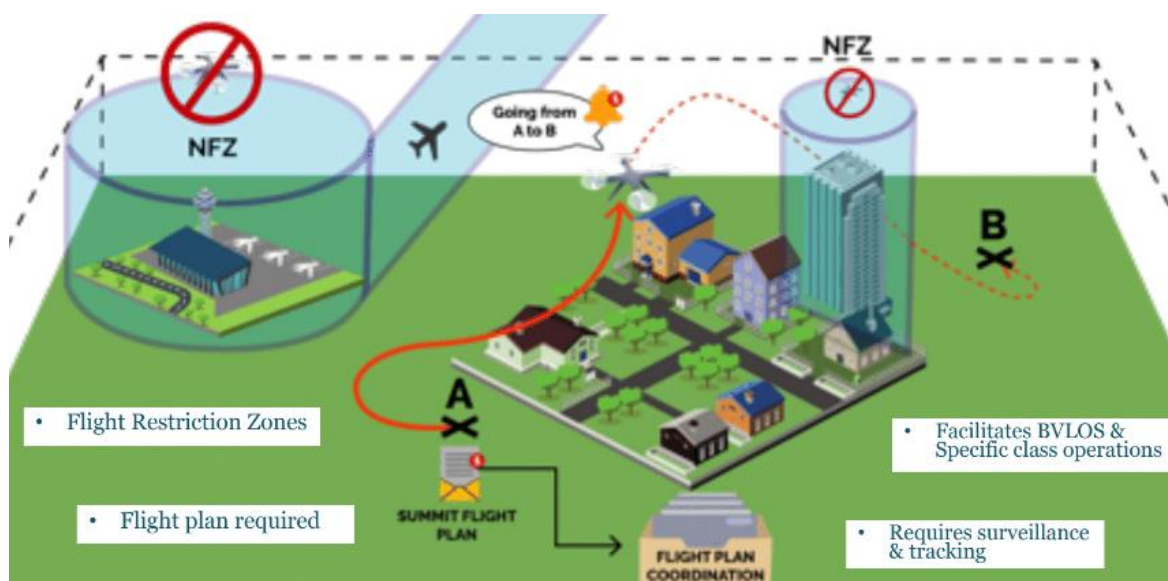 NFZ
NFZ
Going from
A to B
B
A
• Flight Restriction Zones
• Facilitates BVLOS &
Specific class operations
SUMMIT FLIGHT
PLAN
• Flight plan required
• Requires surveillance
& tracking
FLIGHT PLAN
COORDINATION